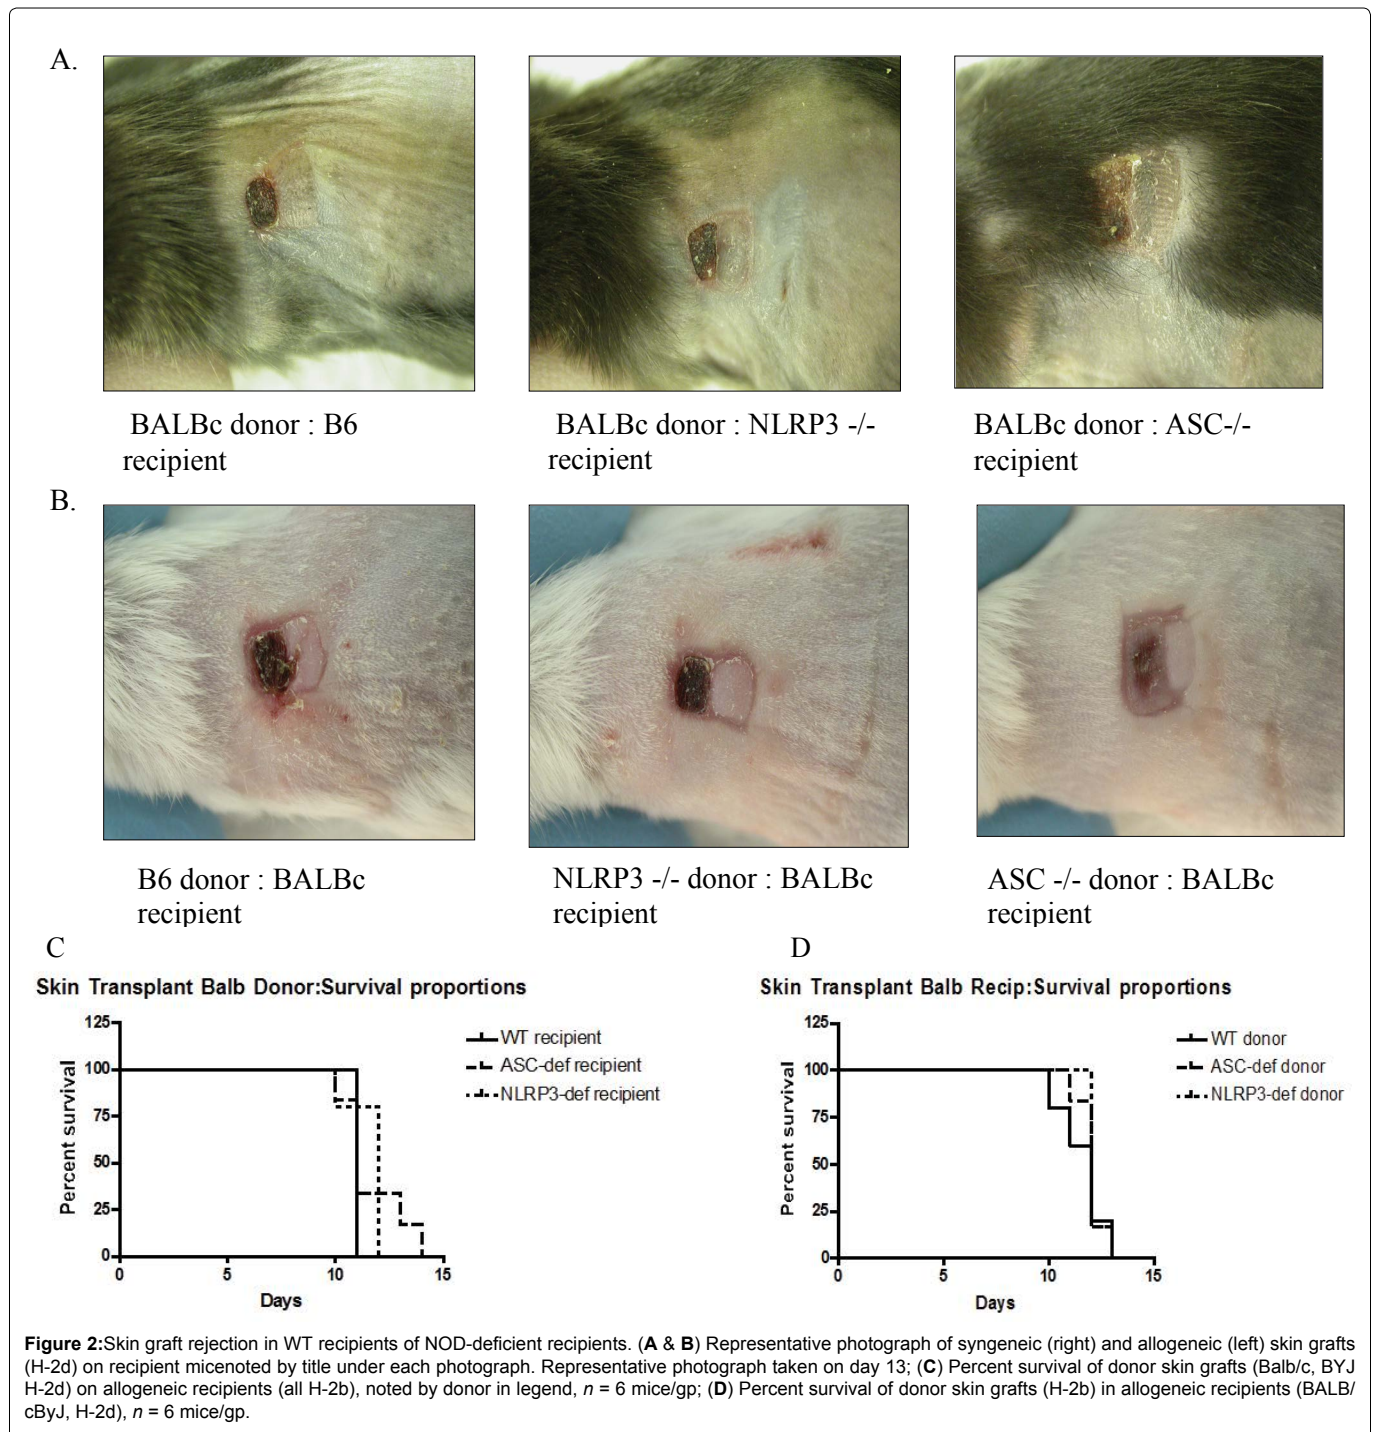 A.
BALBc donor : B6
recipient
BALBc donor : NLRP3 -/-
recipient
BALBc donor : ASC-/-
recipient
B.
B6 donor : BALBc
recipient
NLRP3 -/- donor : BALBc
recipient
ASC -/- donor : BALBc
recipient
C
Skin Transplant Balb Donor:Survival proportions
125
100
75
50
25
0
Percent survival
0 5 10 15
Days
WT recipient
ASC-def recipient
NLRP3-def recipient
D
Skin Transplant Balb Recip:Survival proportions
125
100
75
50
25
0
Percent survival
0 5 10 15
Days
WT donor
ASC-def donor
NLRP3-def donor
Figure 2:Skin graft rejection in WT recipients of NOD-deficient recipients. (A & B) Representative photograph of syngeneic (right) and allogeneic (left) skin grafts
(H-2d) on recipient micenoted by title under each photograph. Representative photograph taken on day 13; (C) Percent survival of donor skin grafts (Balb/c, BYJ
H-2d) on allogeneic recipients (all H-2b), noted by donor in legend, n = 6 mice/gp; (D) Percent survival of donor skin grafts (H-2b) in allogeneic recipients (BALB/
cByJ, H-2d), n = 6 mice/gp.